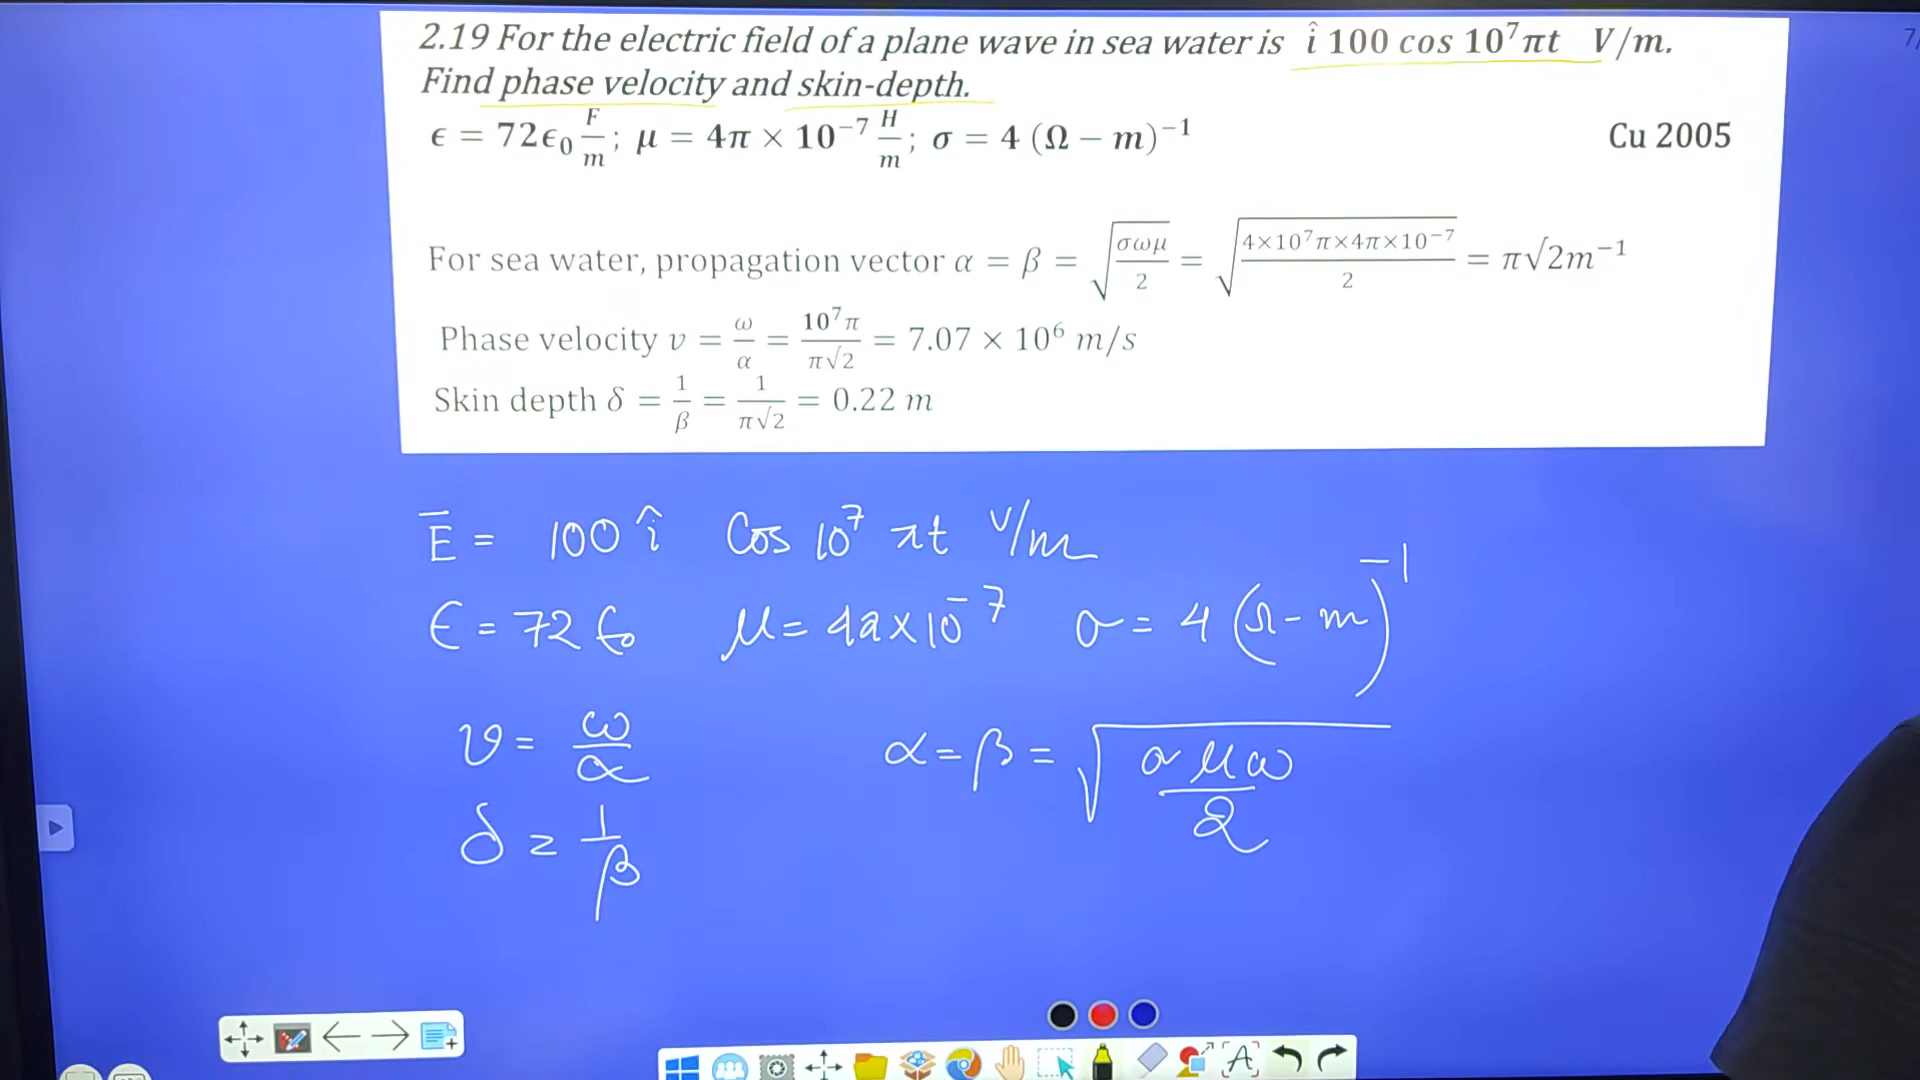 2.19 For the electric field of a plane wave in sea water is î 100 cos 10⁷πt V/m.
Find phase velocity and skin-depth.
ϵ = 72ϵ₀ F/m; μ = 4π × 10⁻⁷ H/m; σ = 4 (Ω − m)⁻¹ Cu 2005
For sea water, propagation vector α = β = √(σωμ/2) = √(4×10⁷π×4π×10⁻⁷/2) = π√2m⁻¹
Phase velocity v = ω/α = 10⁷π/π√2 = 7.07 × 10⁶ m/s
Skin depth δ = 1/β = 1/π√2 = 0.22 m
E̅ = 100 î Cos 10⁷ πt V/m
ϵ = 72 ϵ₀ μ = 4π×10⁻⁷ σ = 4 (Ω-m)⁻¹
v = ω/α α=β= √(σμω/2)
δ = 1/β